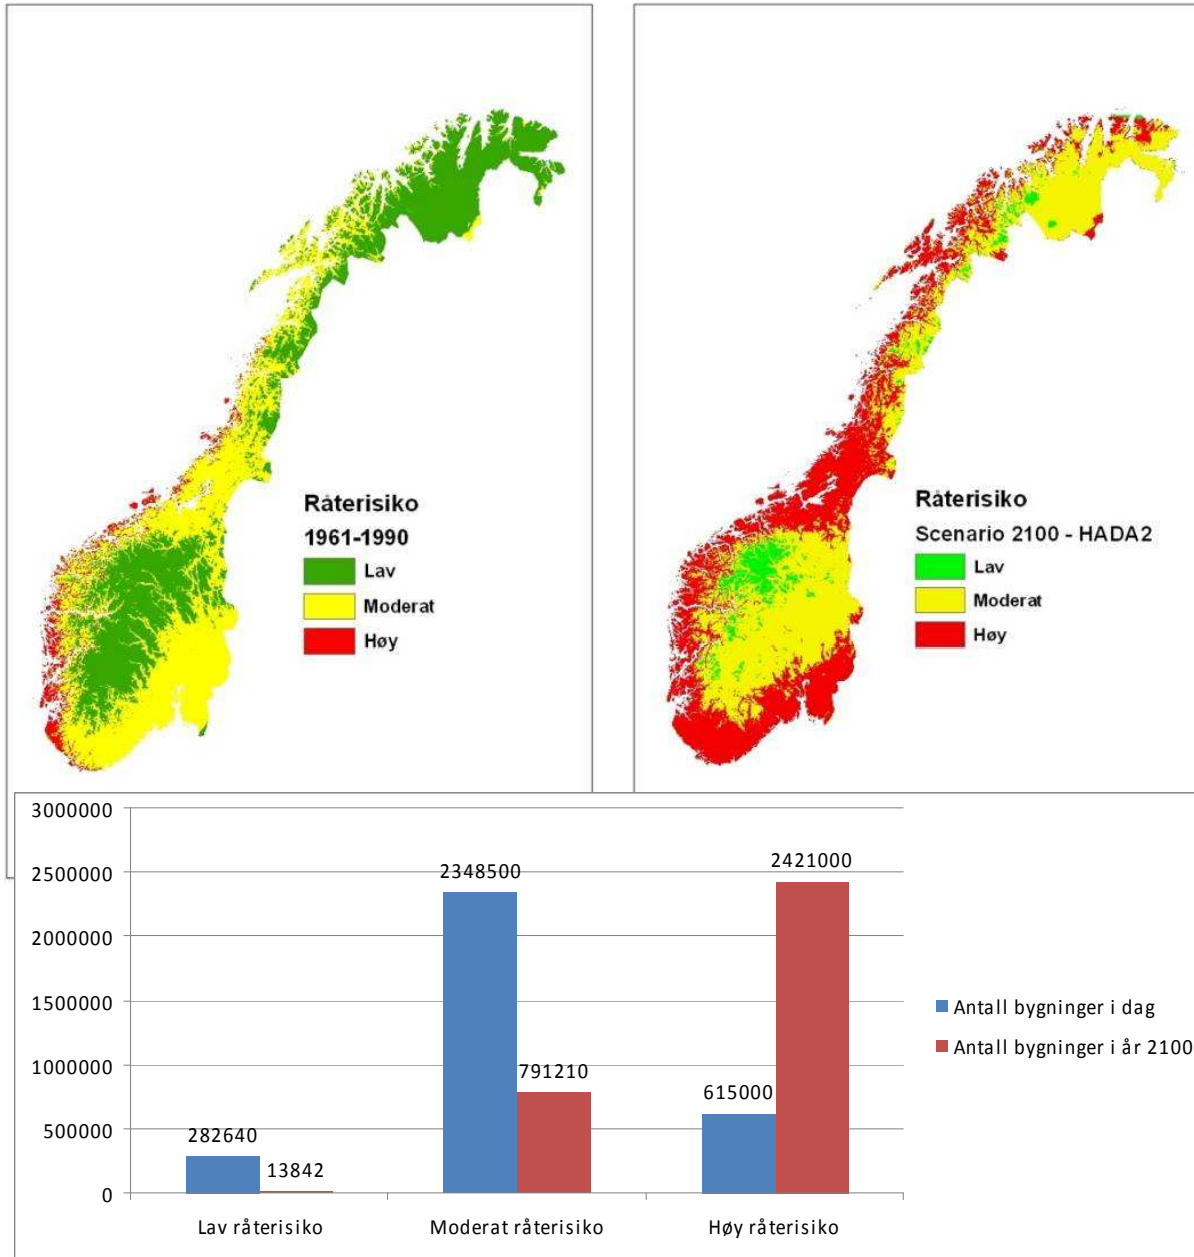 Råterisiko
1961-1990
Lav
Moderat
Høy
Råterisiko
Scenario 2100 - HADA2
Lav
Moderat
Høy
3000000
2500000
2000000
1500000
1000000
500000
0
282640
13842
2348500
791210
615000
2421000
Lav råterisiko
Moderat råterisiko
Høy råterisiko
Antall bygninger i dag
Antall bygninger i år 2100